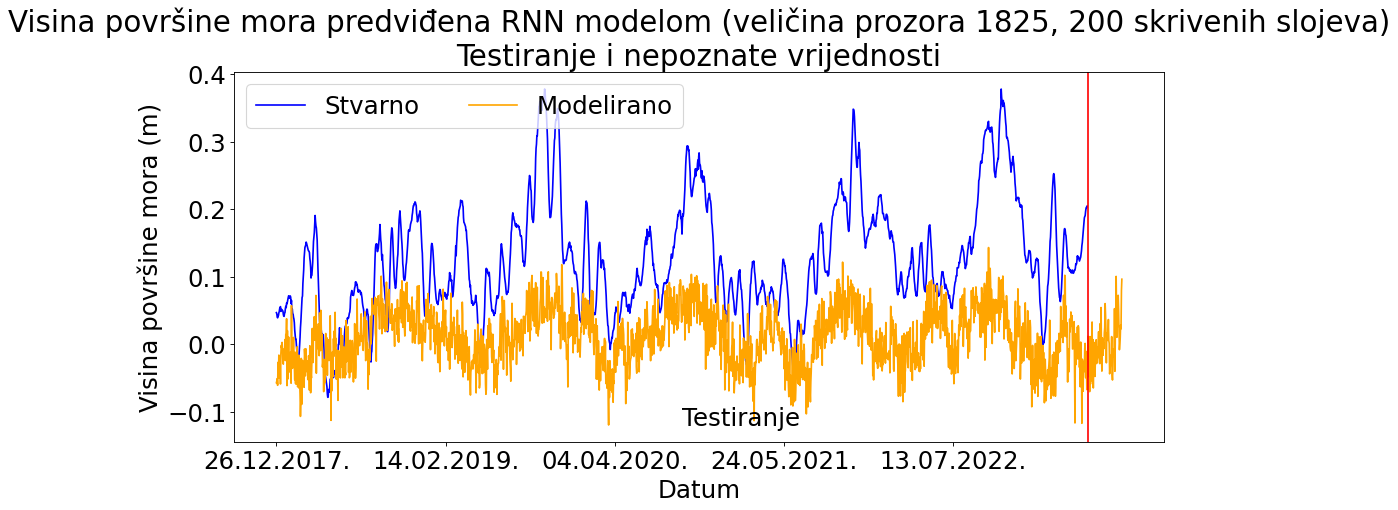 Visina površine mora predviđena RNN modelom (veličina prozora 1825, 200 skrivenih slojeva)
Testiranje i nepoznate vrijednosti
Visina površine mora (m)
0.4
0.3
0.2
0.1
0.0
−0.1
Stvarno Modelirano
Testiranje
26.12.2017. 14.02.2019. 04.04.2020. 24.05.2021. 13.07.2022.
Datum